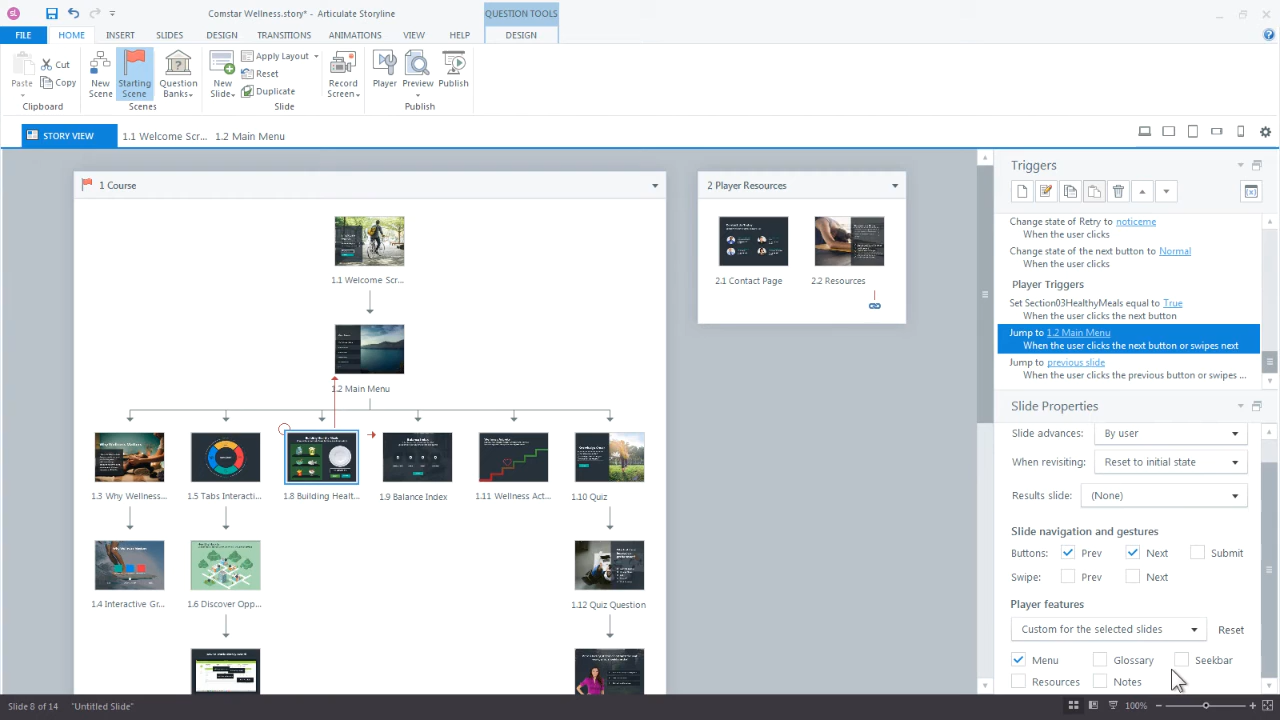 Comstar Wellness.story* - Articulate Storyline
QUESTION TOOLS
FILE HOME INSERT SLIDES DESIGN TRANSITIONS ANIMATIONS VIEW HELP DESIGN
Paste Cut Copy
New Scene Starting Scene Question Banks
New Slide Apply Layout Reset Duplicate
Record Screen
Player Preview Publish
Clipboard Scenes Slide Publish
STORY VIEW 1.1 Welcome Scr... 1.2 Main Menu
1 Course
2 Player Resources
1.1 Welcome Scr...
2.1 Contact Page 2.2 Resources
1.2 Main Menu
1.3 Why Wellness... 1.5 Tabs Interacti... 1.8 Building Healt... 1.9 Balance Index 1.11 Wellness Act... 1.10 Quiz
1.4 Interactive Gr... 1.6 Discover Opp... 1.12 Quiz Question
Triggers
Change state of Retry to noticeme
When the user clicks
Change state of the next button to Normal
When the user clicks
Player Triggers
Set Section03HealthyMeals equal to True
When the user clicks the next button
Jump to 1.2 Main Menu
When the user clicks the next button or swipes next
Jump to previous slide
When the user clicks the previous button or swipes ...
Slide Properties
Slide advances: By user
When revisiting: Reset to initial state
Results slide: (None)
Slide navigation and gestures
Buttons: Prev Next Submit
Swipe: Prev Next
Player features
Custom for the selected slides Reset
Menu Glossary Seekbar
Resources Notes
Slide 8 of 14 "Untitled Slide" 100%